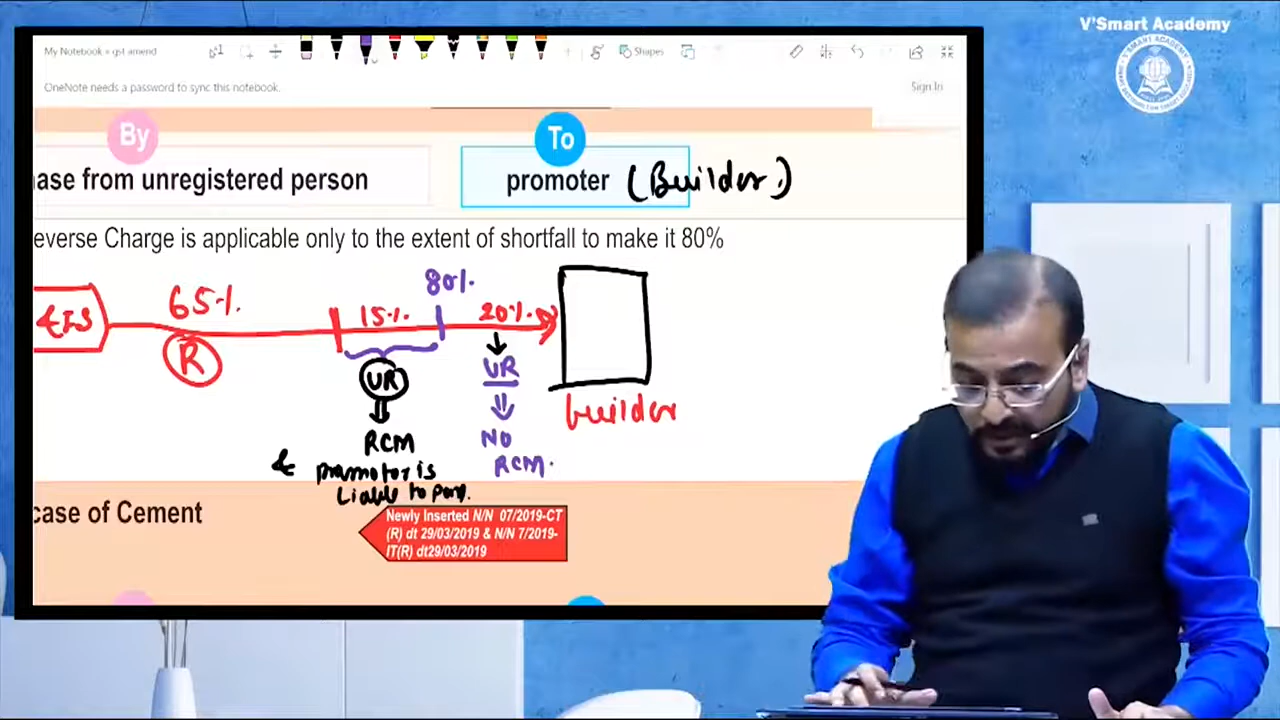 V'Smart Academy
My Notebook » gst amend
Shapes
OneNote needs a password to sync this notebook.
Sign In
By
To
ase from unregistered person
promoter (Builder)
everse Charge is applicable only to the extent of shortfall to make it 80%
80%.
65%.
15%.
20%.
R
UR
UR
RCM
NO
RCM.
& promotor is
Liable to pay.
builder
case of Cement
Newly Inserted N/N 07/2019-CT
(R) dt 29/03/2019 & N/N 7/2019-
IT(R) dt29/03/2019